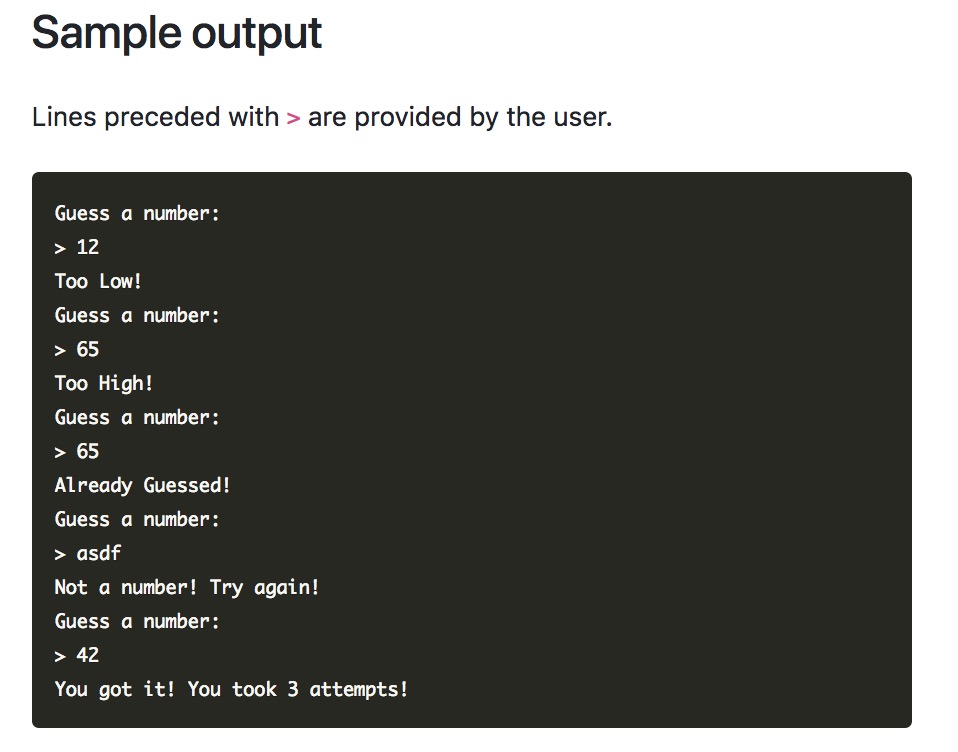 Sample output
Lines preceded with > are provided by the user.
Guess a number:
> 12
Too Low!
Guess a number:
> 65
Too High!
Guess a number:
> 65
Already Guessed!
Guess a number:
> asdf
Not a number! Try again!
Guess a number:
> 42
You got it! You took 3 attempts!